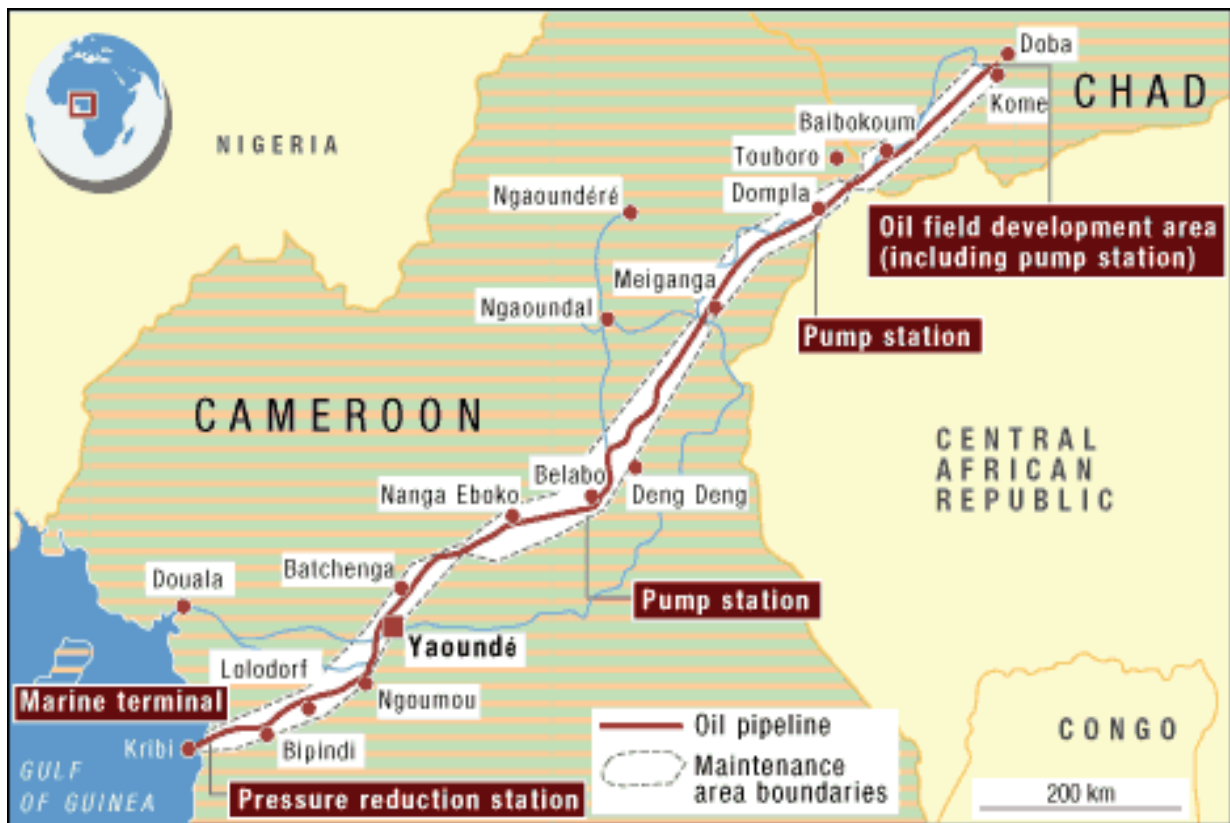 Doba
CHAD
Kome
Baibokoum
NIGERIA
Touboro
Ngaoundéré
Dompla
Oil field development area
(including pump station)
Meiganga
Ngaoundal
Pump station
CAMEROON
CENTRAL
AFRICAN
REPUBLIC
Belabo
Nanga Eboko
Deng Deng
Batchenga
Douala
Pump station
Yaoundé
Lolodorf
Marine terminal
Ngoumou
Oil pipeline
CONGO
Kribi
Bipindi
Maintenance
area boundaries
GULF
OF GUINEA
Pressure reduction station
200 km